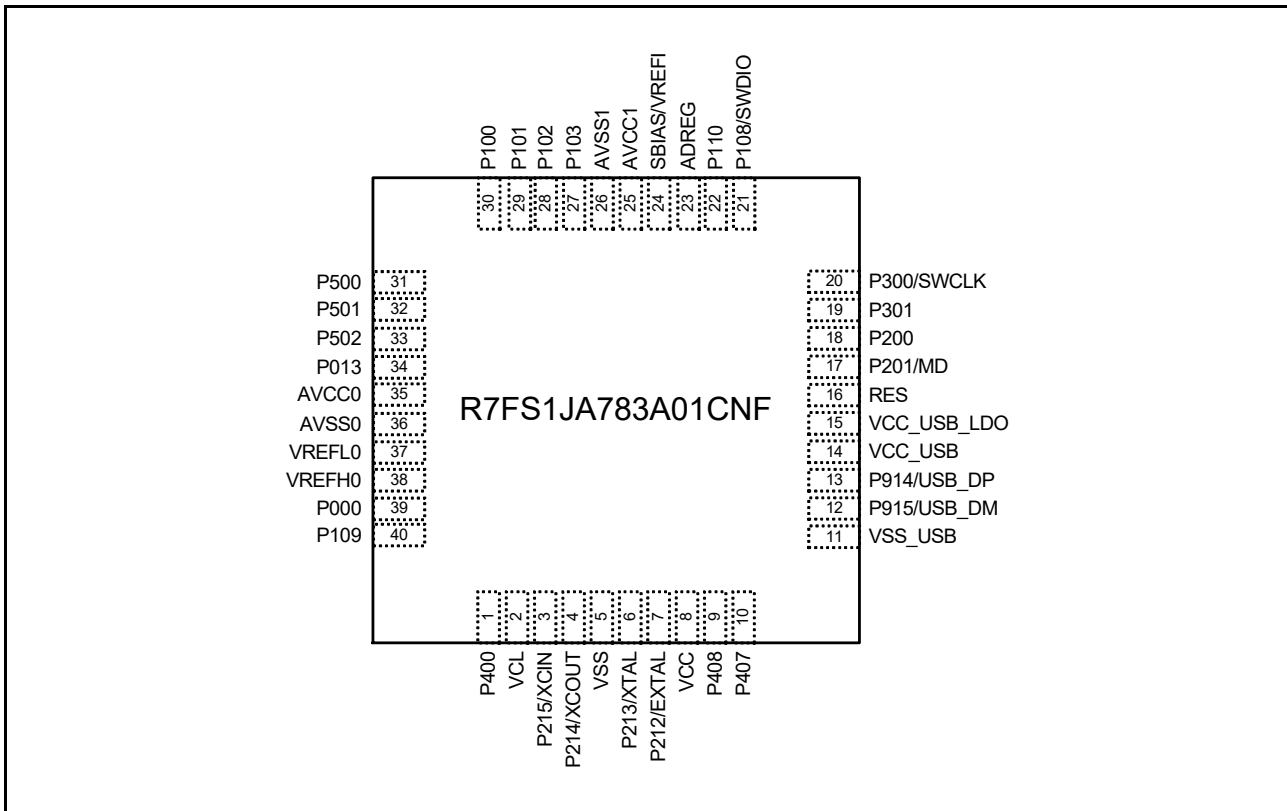 P100
P101
P102
P103
AVSS1
AVCC1
SBIAS/VREFI
ADREG
P110
P108/SWDIO
30
29
28
27
26
25
24
23
22
21
P500 31
P501 32
P502 33
P013 34
AVCC0 35
AVSS0 36
VREFL0 37
VREFH0 38
P000 39
P109 40
R7FS1JA783A01CNF
20 P300/SWCLK
19 P301
18 P200
17 P201/MD
16 RES
15 VCC_USB_LDO
14 VCC_USB
13 P914/USB_DP
12 P915/USB_DM
11 VSS_USB
1
2
3
4
5
6
7
8
9
10
P400
VCL
P215/XCIN
P214/XCOUT
VSS
P213/XTAL
P212/EXTAL
VCC
P408
P407